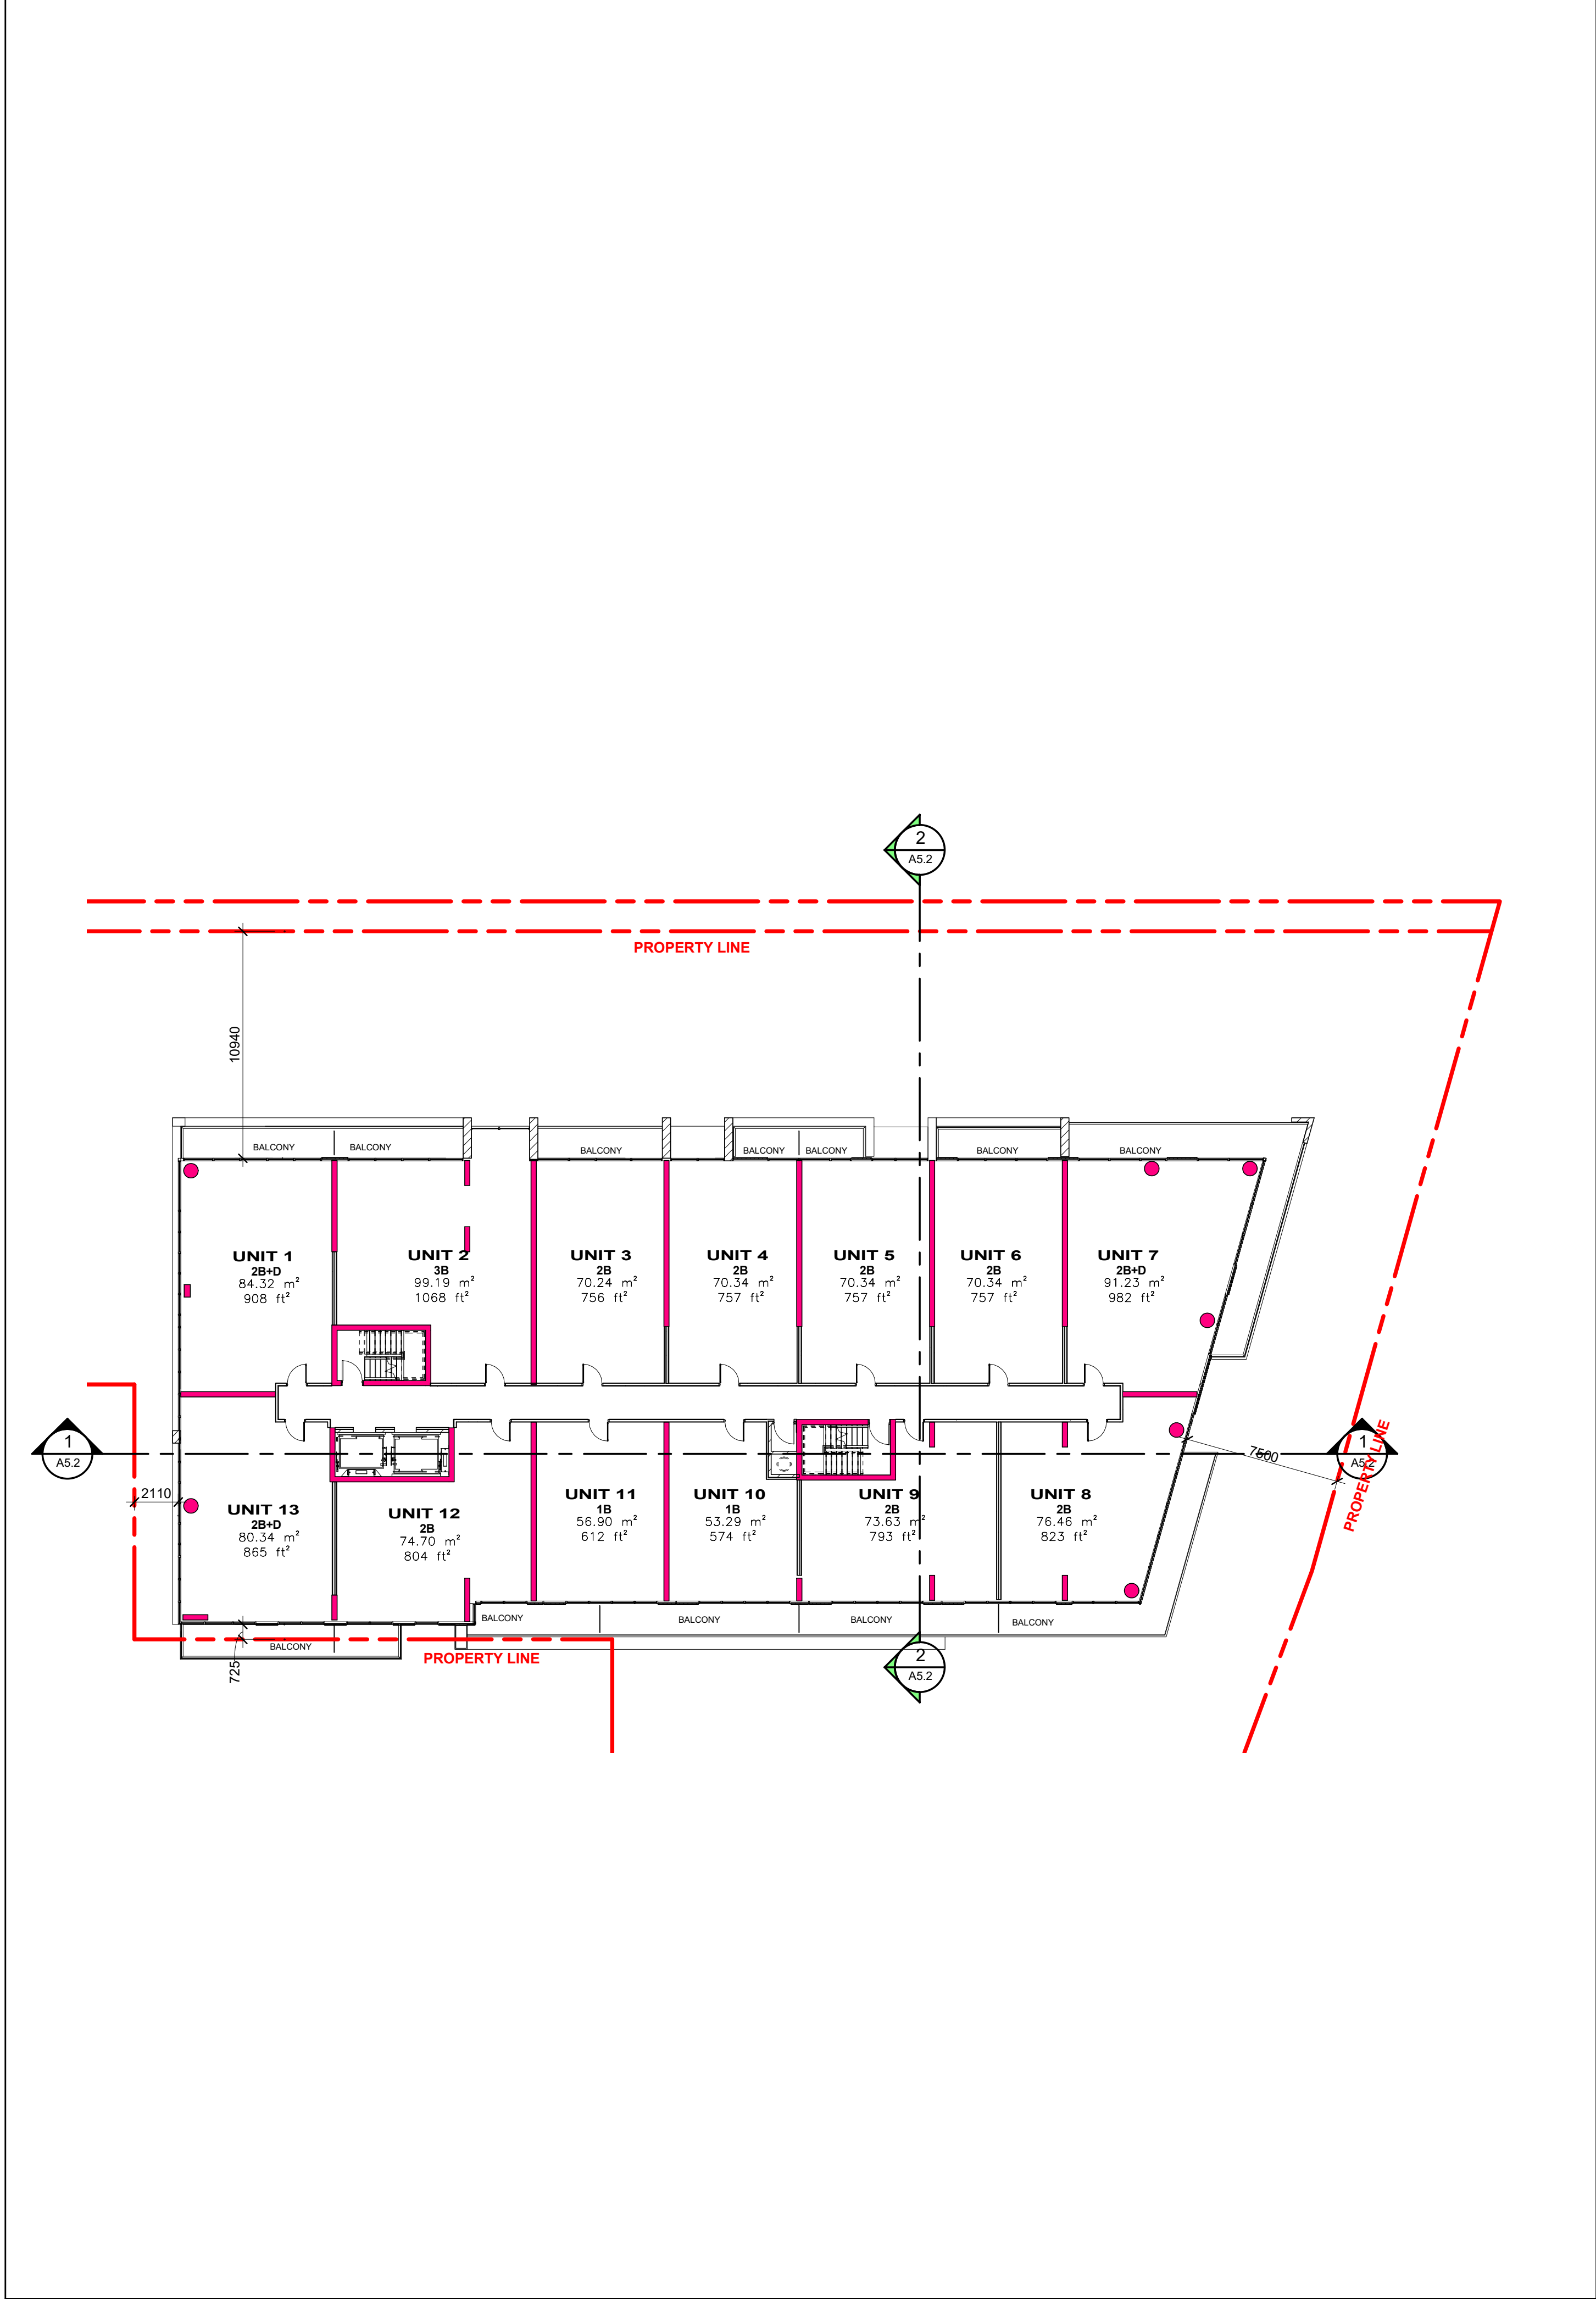 2
A5.2
PROPERTY LINE
10940
BALCONY
BALCONY
BALCONY
BALCONY
BALCONY
BALCONY
BALCONY
UNIT 1
2B+D
84.32 m²
908 ft²
UNIT 2
3B
99.19 m²
1068 ft²
UNIT 3
2B
70.24 m²
756 ft²
UNIT 4
2B
70.34 m²
757 ft²
UNIT 5
2B
70.34 m²
757 ft²
UNIT 6
2B
70.34 m²
757 ft²
UNIT 7
2B+D
91.23 m²
982 ft²
1
A5.2
2110
7500
1
A5.2
PROPERTY LINE
UNIT 13
2B+D
80.34 m²
865 ft²
UNIT 12
2B
74.70 m²
804 ft²
UNIT 11
1B
56.90 m²
612 ft²
UNIT 10
1B
53.29 m²
574 ft²
UNIT 9
2B
73.63 m²
793 ft²
UNIT 8
2B
76.46 m²
823 ft²
BALCONY
BALCONY
BALCONY
BALCONY
BALCONY
725
PROPERTY LINE
2
A5.2